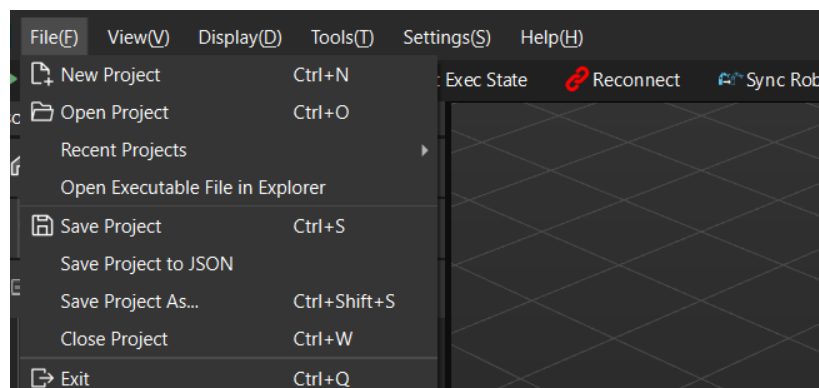 File(F) View(V) Display(D) Tools(T) Settings(S) Help(H)
Exec State Reconnect Sync Rob
New Project Ctrl+N
Open Project Ctrl+O
Recent Projects
Open Executable File in Explorer
Save Project Ctrl+S
Save Project to JSON
Save Project As... Ctrl+Shift+S
Close Project Ctrl+W
Exit Ctrl+Q